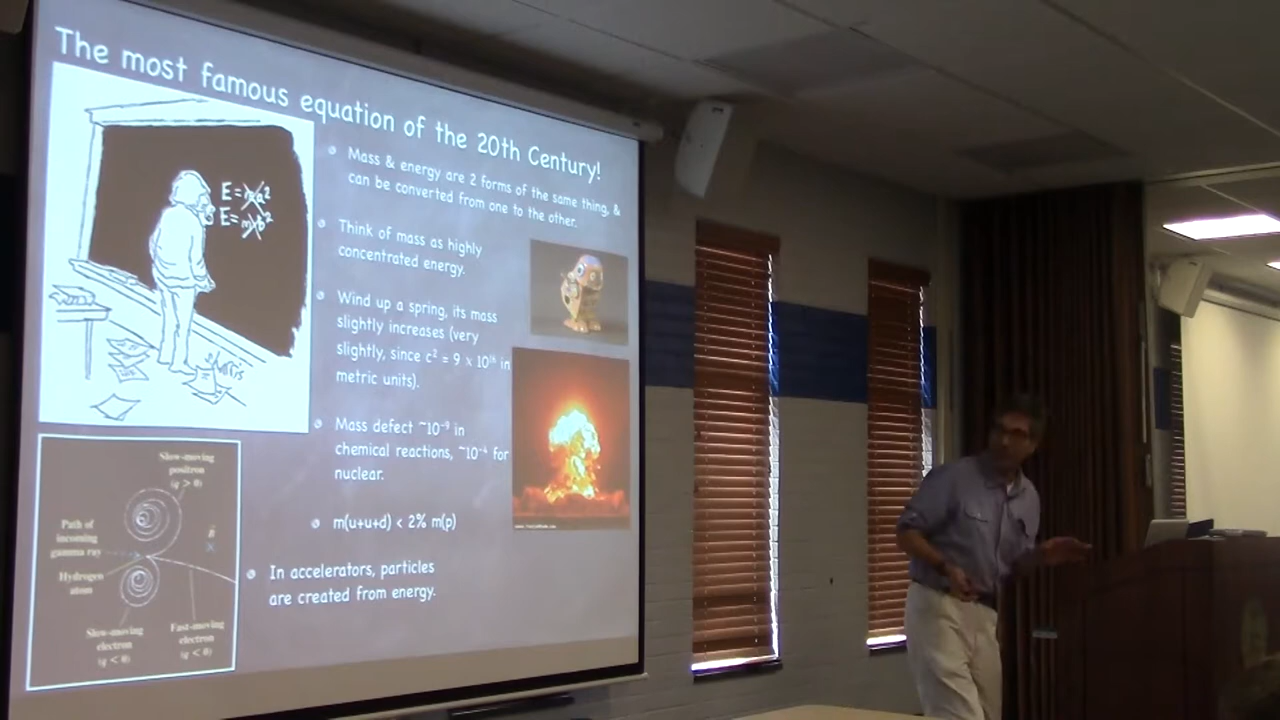 The most famous equation of the 20th Century!
E=ma²
E=mb²
Mass & energy are 2 forms of the same thing, &
can be converted from one to the other.
Think of mass as highly
concentrated energy.
Wind up a spring, its mass
slightly increases (very
slightly, since c² = 9 x 10¹⁶ in
metric units).
Mass defect ~10⁻⁹ in
chemical reactions, ~10⁻⁴ for
nuclear.
m(u+u+d) < 2% m(p)
In accelerators, particles
are created from energy.
Slow-moving
positron
(q > 0)
Path of
incoming
gamma ray
B
Hydrogen
atom
Slow-moving
electron
(q < 0)
Fast-moving
electron
(q < 0)